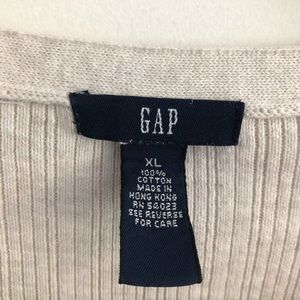 GAP
XL
100%
COTTON
MADE IN
HONG KONG
RN 54023
SEE REVERSE
FOR CARE